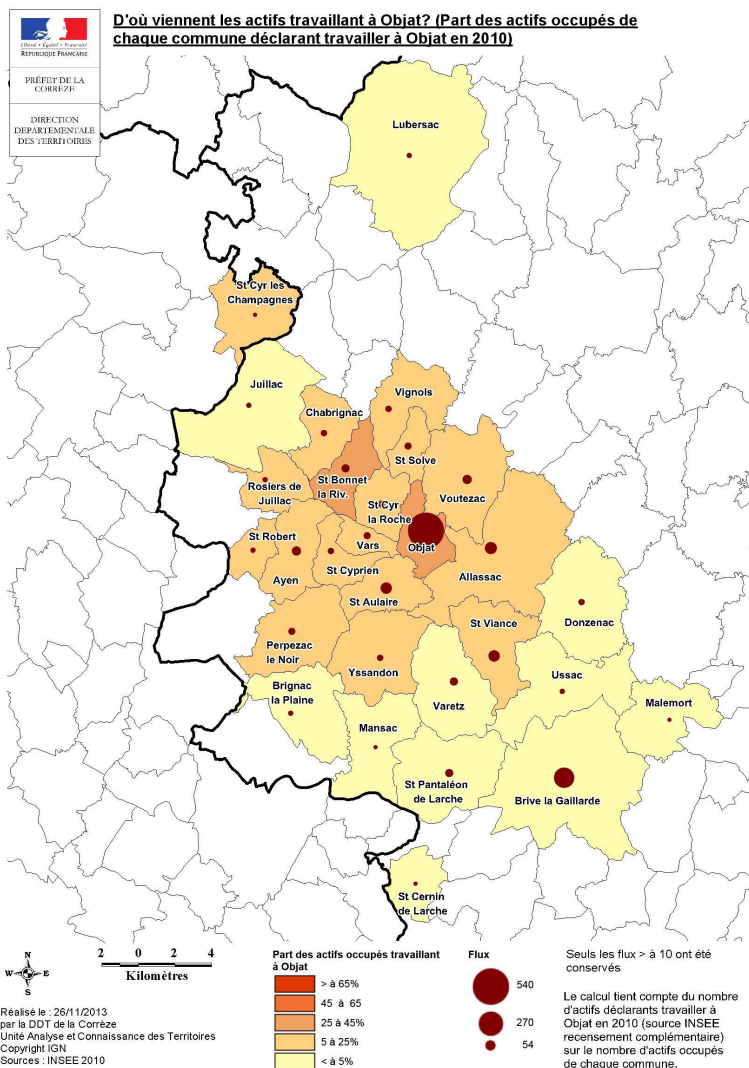 D'où viennent les actifs travaillant à Objat? (Part des actifs occupés de
chaque commune déclarant travailler à Objat en 2010)
Liberté • Égalité • Fraternité
RÉPUBLIQUE FRANÇAISE
PRÉFET DE LA
CORRÈZE
DIRECTION
DEPARTEMENTALE
DES TERRITOIRES
Lubersac
St Cyr les
Champagnes
Juillac
Vignols
Chabrignac
St Solve
St Bonnet
la Riv.
Rosiers de
Juillac
Voutezac
St Cyr
la Roche
St Robert
Vars
Objat
Ayen
St Cyprien
Allassac
St Aulaire
Donzenac
St Viance
Perpezac
le Noir
Yssandon
Ussac
Brignac
la Plaine
Varetz
Malemort
Mansac
St Pantaléon
de Larche
Brive la Gaillarde
St Cernin
de Larche
N
W
E
S
2 0 2 4
Kilomètres
Réalisé le : 26/11/2013
par la DDT de la Corrèze
Unité Analyse et Connaissance des Territoires
Copyright IGN
Sources : INSEE 2010
Part des actifs occupés travaillant
à Objat
> à 65%
45 à 65
25 à 45%
5 à 25%
< à 5%
Flux
540
270
54
Seuls les flux > à 10 ont été
conservés
Le calcul tient compte du nombre
d'actifs déclarants travailler à
Objat en 2010 (source INSEE
recensement complémentaire)
sur le nombre d'actifs occupés
de chaque commune.